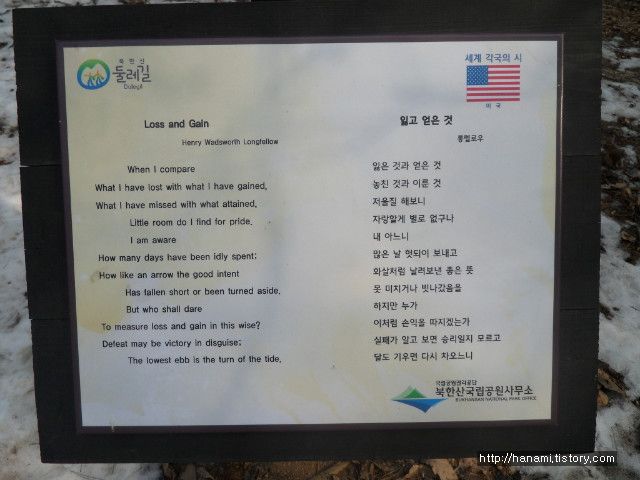 북한산
둘레길
Dulegil
세계 각국의 시
미국
Loss and Gain
Henry Wadsworth Longfellow
When I compare
What I have lost with what I have gained,
What I have missed with what attained,
Little room do I find for pride.
I am aware
How many days have been idly spent;
How like an arrow the good intent
Has fallen short or been turned aside.
But who shall dare
To measure loss and gain in this wise?
Defeat may be victory in disguise;
The lowest ebb is the turn of the tide.
잃고 얻은 것
롱펠로우
잃은 것과 얻은 것
놓친 것과 이룬 것
저울질 해보니
자랑할게 별로 없구나
내 아느니
많은 날 헛되이 보내고
화살처럼 날려보낸 좋은 뜻
못 미치거나 빗나갔음을
하지만 누가
이처럼 손익을 따지겠는가
실패가 알고 보면 승리일지 모르고
달도 기우면 다시 차오느니
국립공원관리공단
북한산국립공원사무소
BUKHANSAN NATIONAL PARK OFFICE
http://hanami.tistory.com